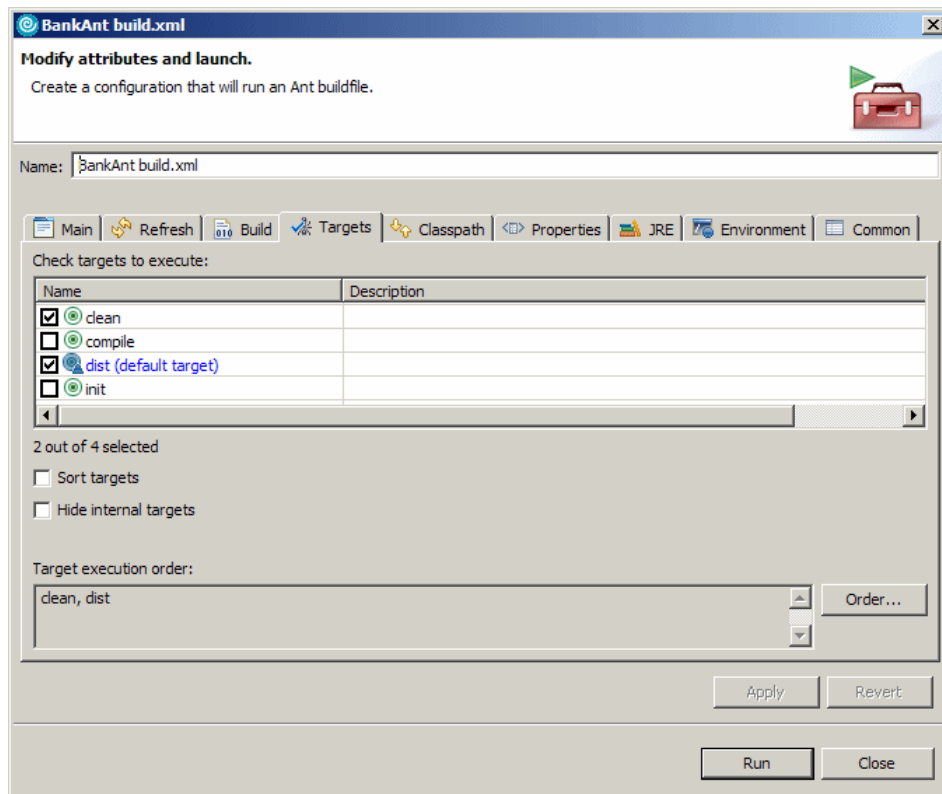 BankAnt build.xml
Modify attributes and launch.
Create a configuration that will run an Ant buildfile.
Name: BankAnt build.xml
Main Refresh Build Targets Classpath Properties JRE Environment Common
Check targets to execute:
Name Description
clean
compile
dist (default target)
init
2 out of 4 selected
Sort targets
Hide internal targets
Target execution order:
clean, dist
Order...
Apply Revert
Run Close